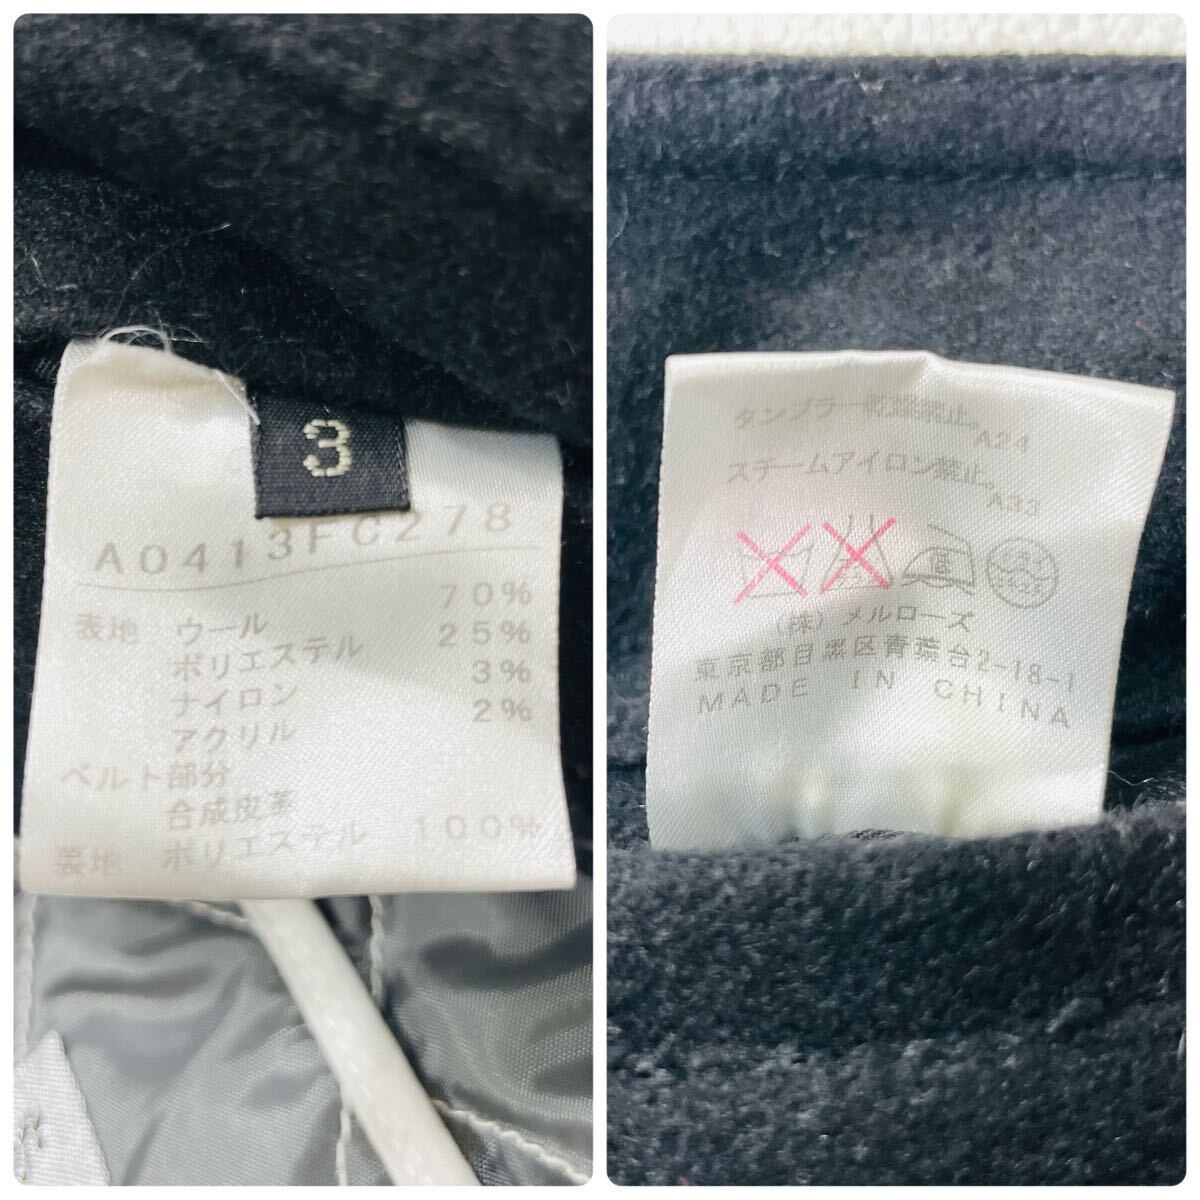 3
A0413FC278
表地 ウール 70%
ポリエステル 25%
ナイロン 3%
アクリル 2%
ベルト部分
合成皮革
裏地 ポリエステル 100%
タンブラー乾燥禁止。
A24
スチームアイロン禁止。
A33
(株)メルローズ
東京都目黒区青葉台2-18-1
MADE IN CHINA